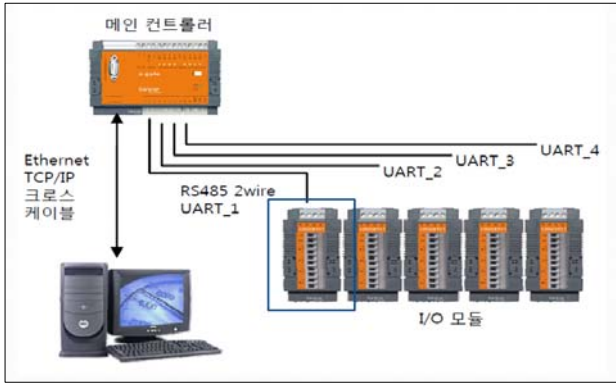 메인 컨트롤러
Ethernet
TCP/IP
크로스
케이블
UART_4
UART_3
UART_2
RS485 2wire
UART_1
I/O 모듈